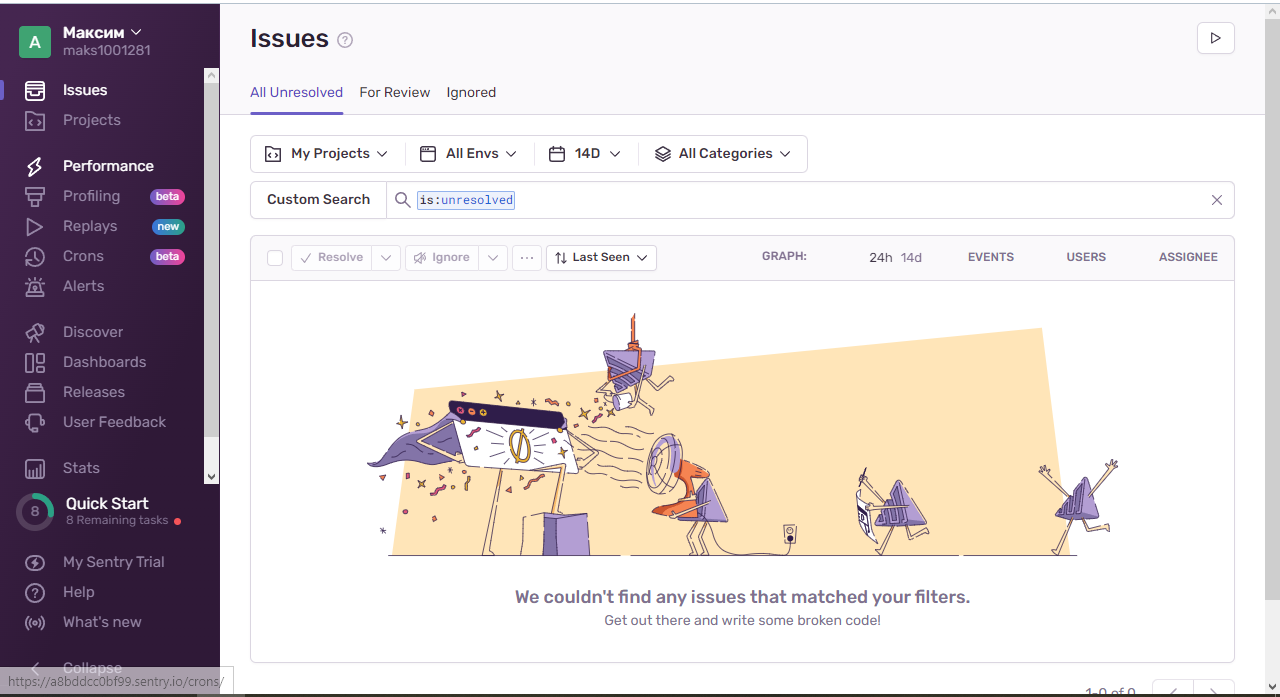 A
Максим
maks1001281
Issues
Projects
Performance
Profiling beta
Replays new
Crons beta
Alerts
Discover
Dashboards
Releases
User Feedback
Stats
8
Quick Start
8 Remaining tasks
My Sentry Trial
Help
What's new
Collapse
https://a8bddcc0bf99.sentry.io/crons/
Issues ?
All Unresolved For Review Ignored
My Projects All Envs 14D All Categories
Custom Search is:unresolved
Resolve Ignore ... Last Seen GRAPH: 24h 14d EVENTS USERS ASSIGNEE
We couldn't find any issues that matched your filters.
Get out there and write some broken code!
1-0 of 0